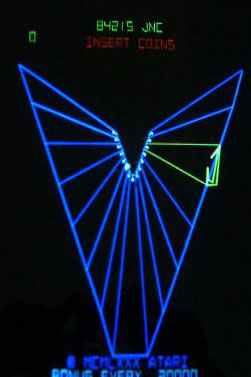 84215 JNC
0
INSERT COINS
© MCMLXXX ATARI
BONUS EVERY 20000